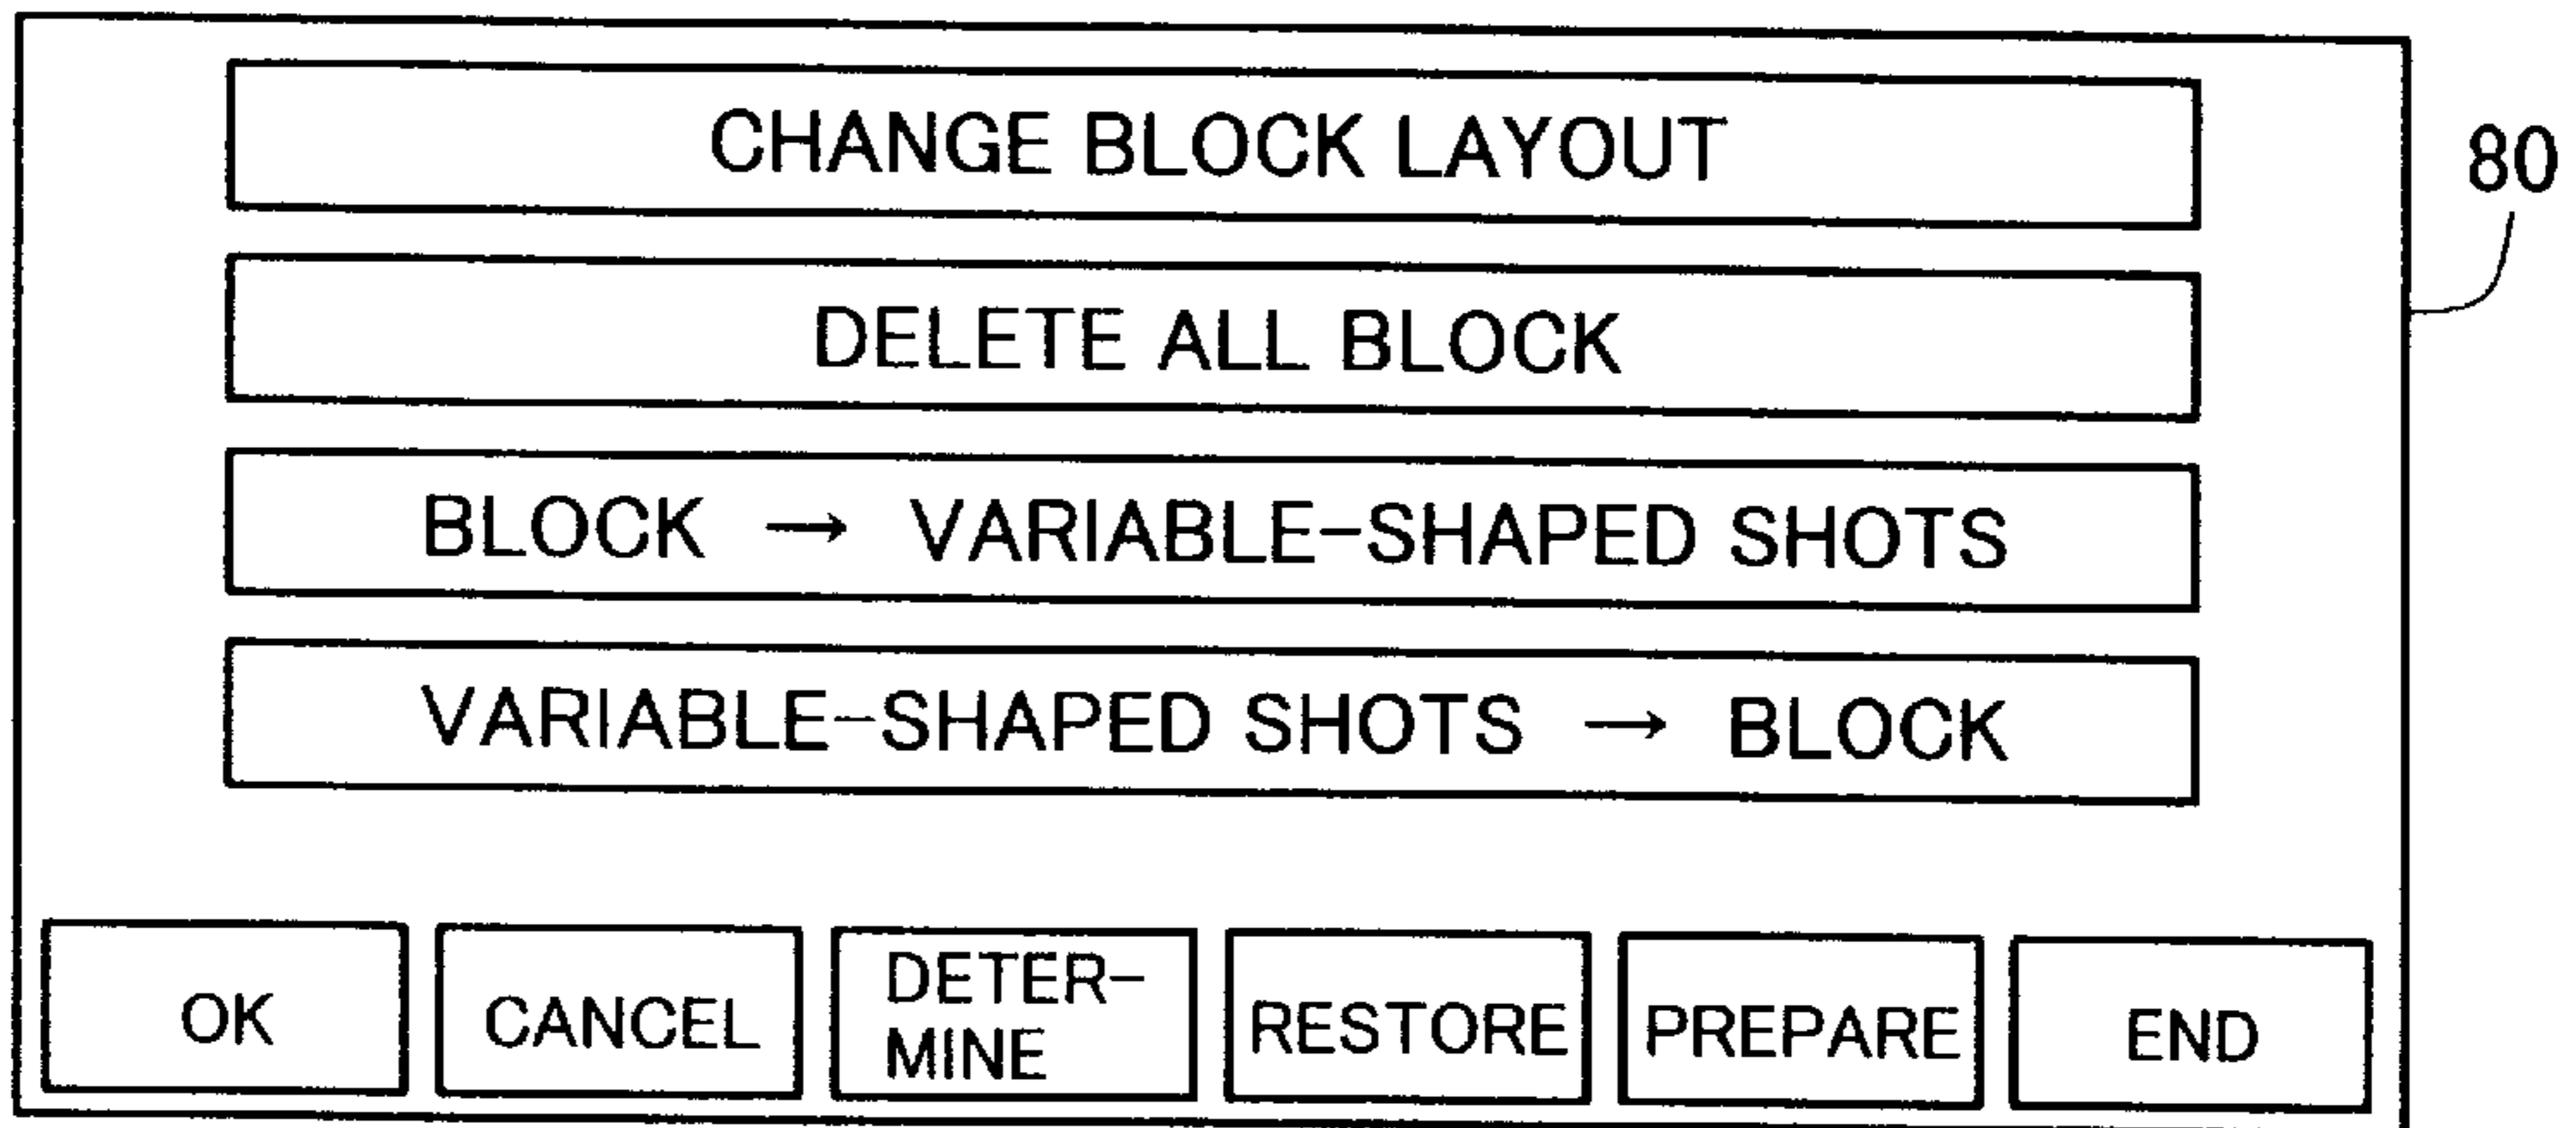 CHANGE BLOCK LAYOUT
80
DELETE ALL BLOCK
BLOCK → VARIABLE-SHAPED SHOTS
VARIABLE-SHAPED SHOTS → BLOCK
OK
CANCEL
DETER-
MINE
RESTORE
PREPARE
END